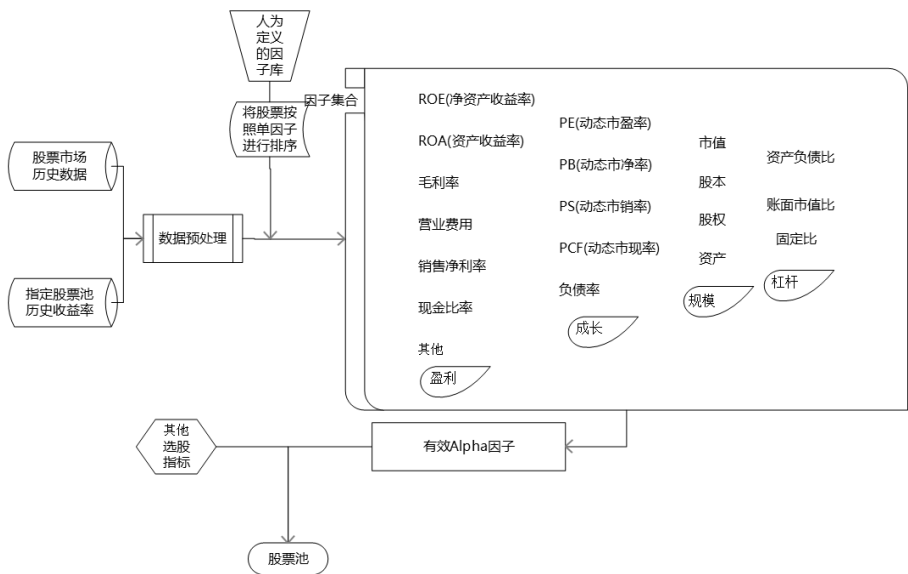 人为
定义
的因
子库
因子集合
将股票按
照单因子
进行排序
股票市场
历史数据
数据预处理
指定股票池
历史收益率
ROE(净资产收益率)
ROA(资产收益率)
毛利率
营业费用
销售净利率
现金比率
其他
盈利
PE(动态市盈率)
PB(动态市净率)
PS(动态市销率)
PCF(动态市现率)
负债率
成长
市值
股本
股权
资产
规模
资产负债比
账面市值比
固定比
杠杆
其他
选股
指标
有效Alpha因子
股票池